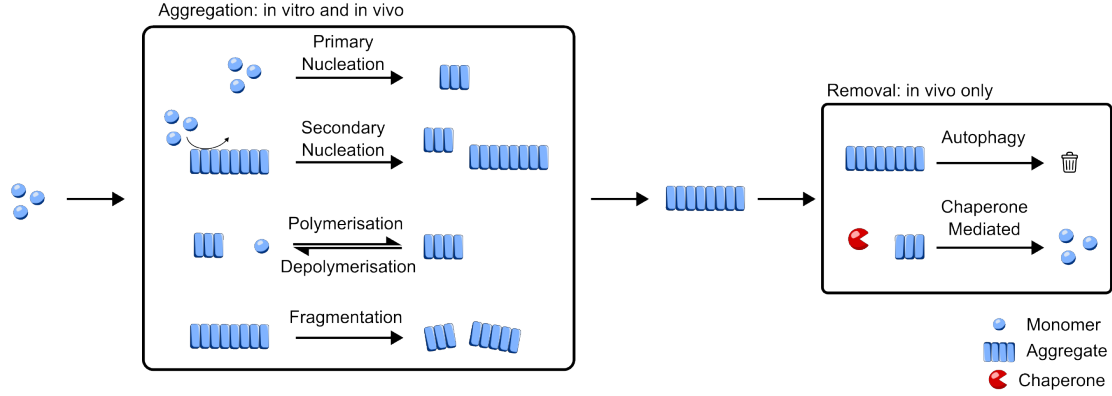 Aggregation: in vitro and in vivo
Primary
Nucleation
Secondary
Nucleation
Polymerisation
Depolymerisation
Fragmentation
Removal: in vivo only
Autophagy
Chaperone
Mediated
Monomer
Aggregate
Chaperone